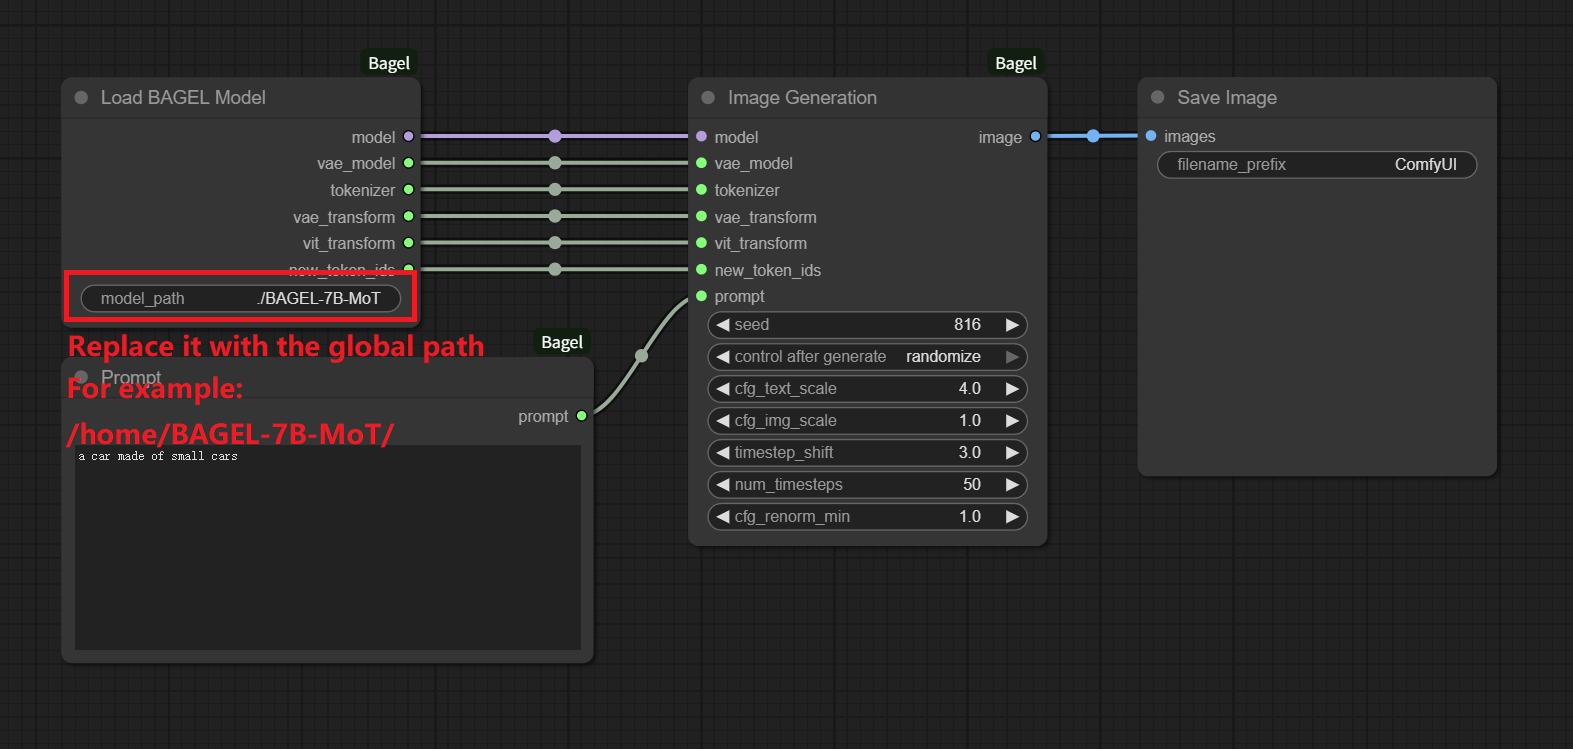 Bagel
Load BAGEL Model
model
vae_model
tokenizer
vae_transform
vit_transform
new_token_ids
model_path ./BAGEL-7B-MoT
Replace it with the global path
For example:
/home/BAGEL-7B-MoT/
Bagel
Prompt
prompt
a car made of small cars
Bagel
Image Generation
model image
vae_model
tokenizer
vae_transform
vit_transform
new_token_ids
prompt
seed 816
control after generate randomize
cfg_text_scale 4.0
cfg_img_scale 1.0
timestep_shift 3.0
num_timesteps 50
cfg_renorm_min 1.0
Save Image
images
filename_prefix ComfyUI